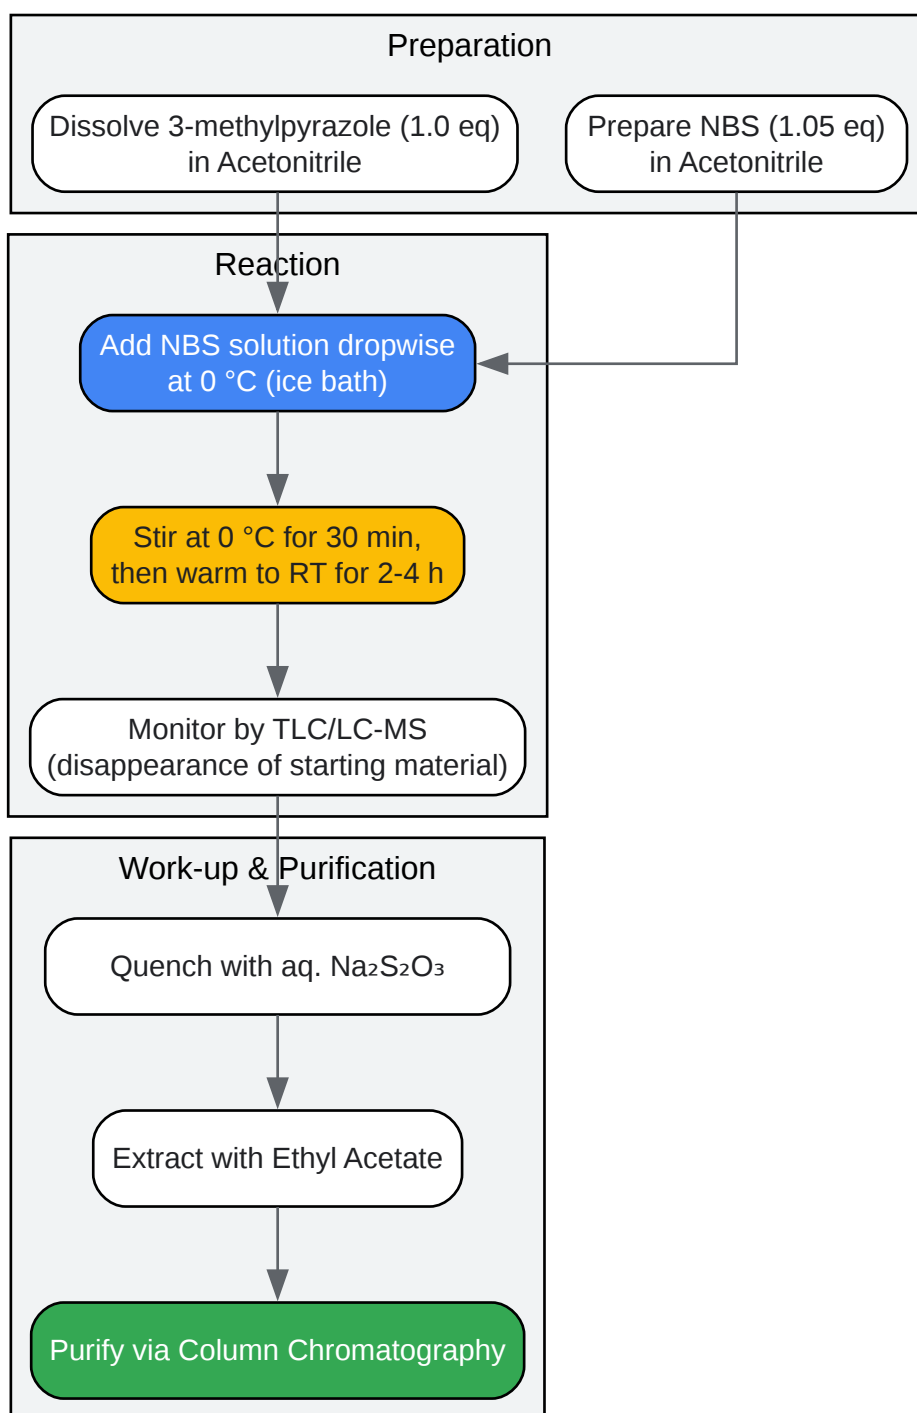 Preparation
Dissolve 3-methylpyrazole (1.0 eq)
in Acetonitrile
Prepare NBS (1.05 eq)
in Acetonitrile
Reaction
Add NBS solution dropwise
at 0 °C (ice bath)
Stir at 0 °C for 30 min,
then warm to RT for 2-4 h
Monitor by TLC/LC-MS
(disappearance of starting material)
Work-up & Purification
Quench with aq. Na₂S₂O₃
Extract with Ethyl Acetate
Purify via Column Chromatography